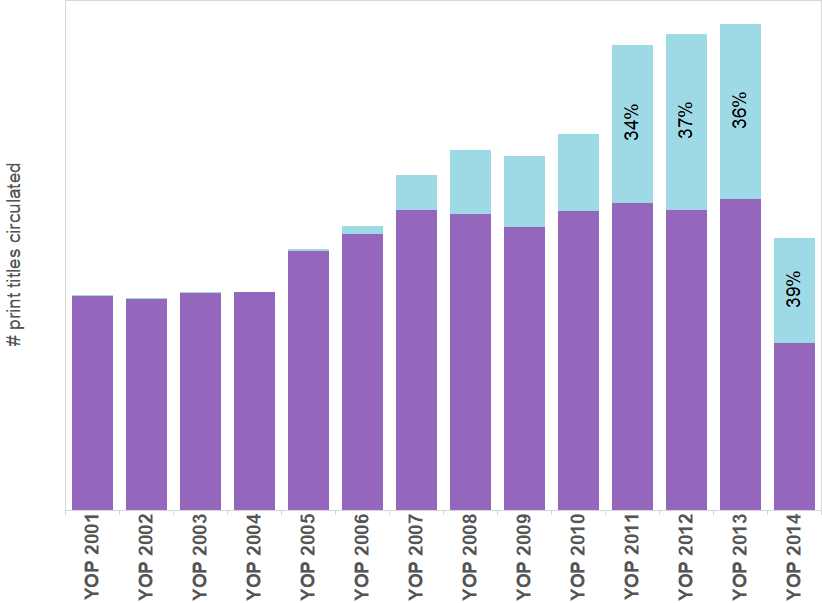 # print titles circulated
34%
37%
36%
39%
YOP 2001
YOP 2002
YOP 2003
YOP 2004
YOP 2005
YOP 2006
YOP 2007
YOP 2008
YOP 2009
YOP 2010
YOP 2011
YOP 2012
YOP 2013
YOP 2014